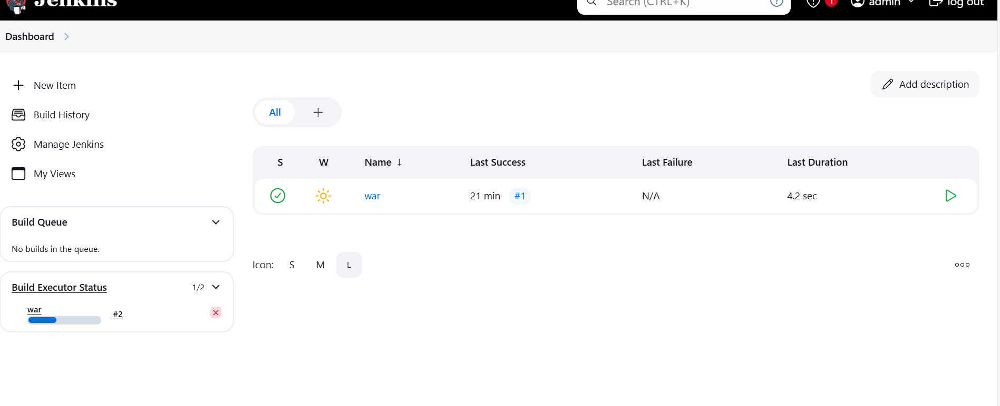 Jenkins
Search (CTRL+K) ? 1 admin log out
Dashboard
Add description
New Item
Build History
Manage Jenkins
My Views
All
S W Name ↓ Last Success Last Failure Last Duration
war 21 min #1 N/A 4.2 sec
Build Queue
No builds in the queue.
Icon: S M L
Build Executor Status 1/2
war #2